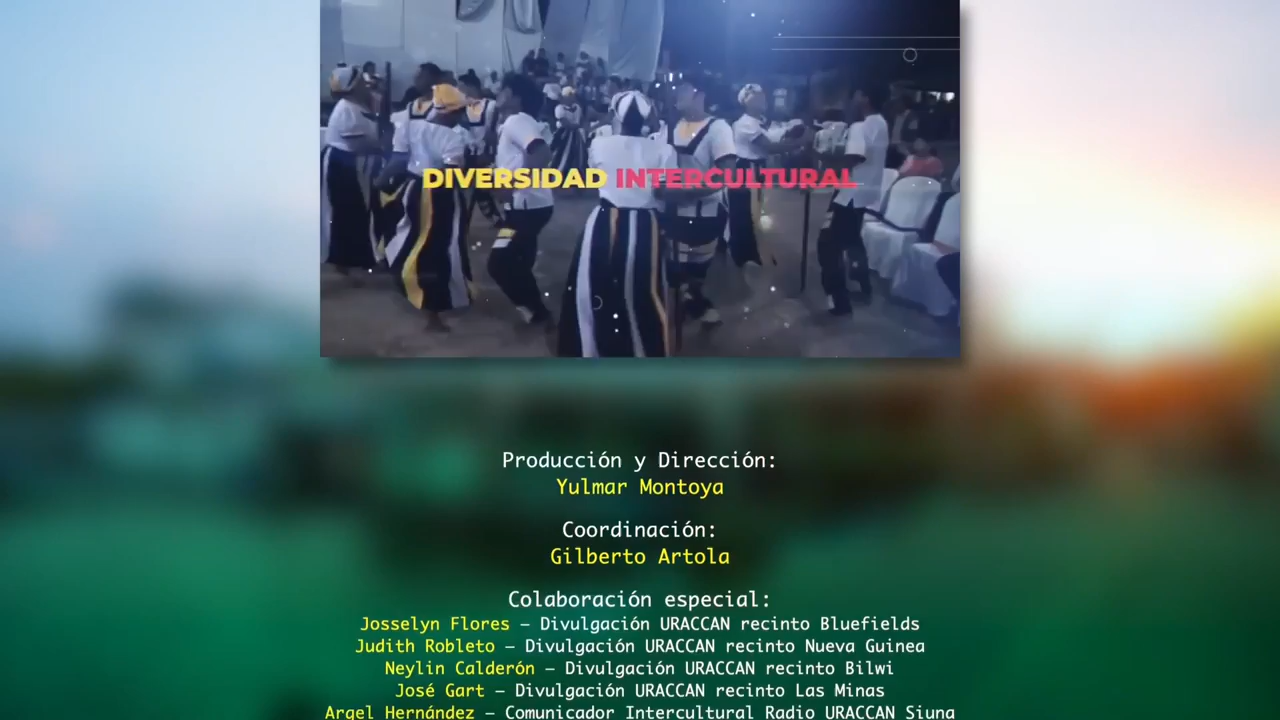 DIVERSIDAD INTERCULTURAL
Producción y Dirección:
Yulmar Montoya
Coordinación:
Gilberto Artola
Colaboración especial:
Josselyn Flores – Divulgación URACCAN recinto Bluefields
Judith Robleto – Divulgación URACCAN recinto Nueva Guinea
Neylin Calderón – Divulgación URACCAN recinto Bilwi
José Gart – Divulgación URACCAN recinto Las Minas
Argel Hernández – Comunicador Intercultural Radio URACCAN Siuna